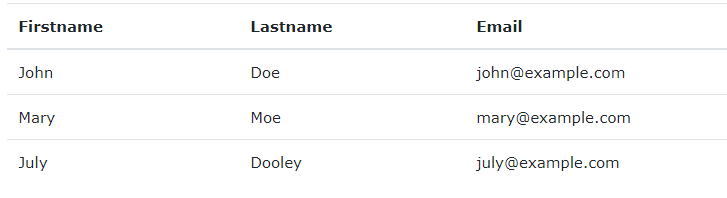 Firstname Lastname Email
John Doe john@example.com
Mary Moe mary@example.com
July Dooley july@example.com